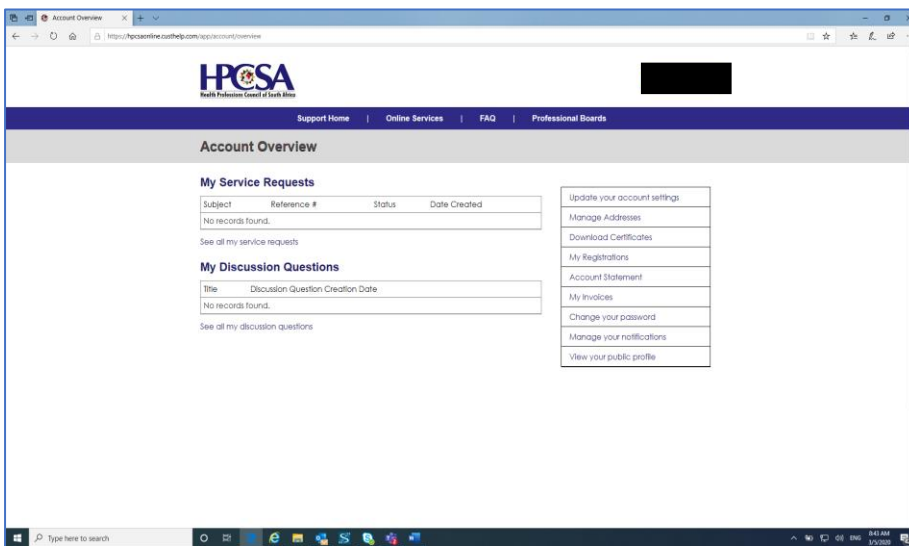 Account Overview
https://hpcsaonline.custhelp.com/app/account/overview
HPCSA
Health Professions Council of South Africa
Support Home | Online Services | FAQ | Professional Boards
Account Overview
My Service Requests
Subject Reference # Status Date Created
No records found.
See all my service requests
My Discussion Questions
Title Discussion Question Creation Date
No records found.
See all my discussion questions
Update your account settings
Manage Addresses
Download Certificates
My Registrations
Account Statement
My Invoices
Change your password
Manage your notifications
View your public profile
Type here to search
ENG
8:43 AM
3/5/2020